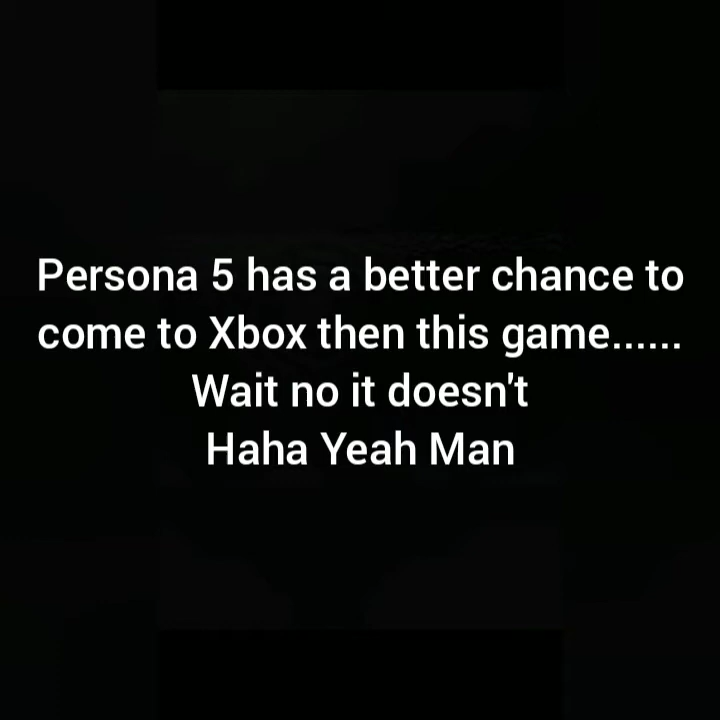 Persona 5 has a better chance to
come to Xbox then this game......
Wait no it doesn't
Haha Yeah Man